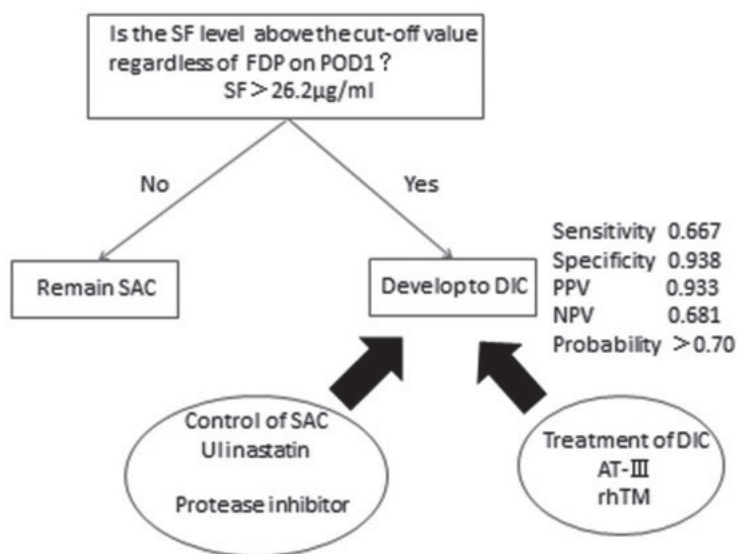 Is the SF level above the cut-off value
regardless of FDP on POD1?
SF>26.2μg/ml
No
Yes
Remain SAC
Develop to DIC
Sensitivity 0.667
Specificity 0.938
PPV 0.933
NPV 0.681
Probability >0.70
Control of SAC
Ulinastatin
Protease inhibitor
Treatment of DIC
AT-Ⅲ
rhTM